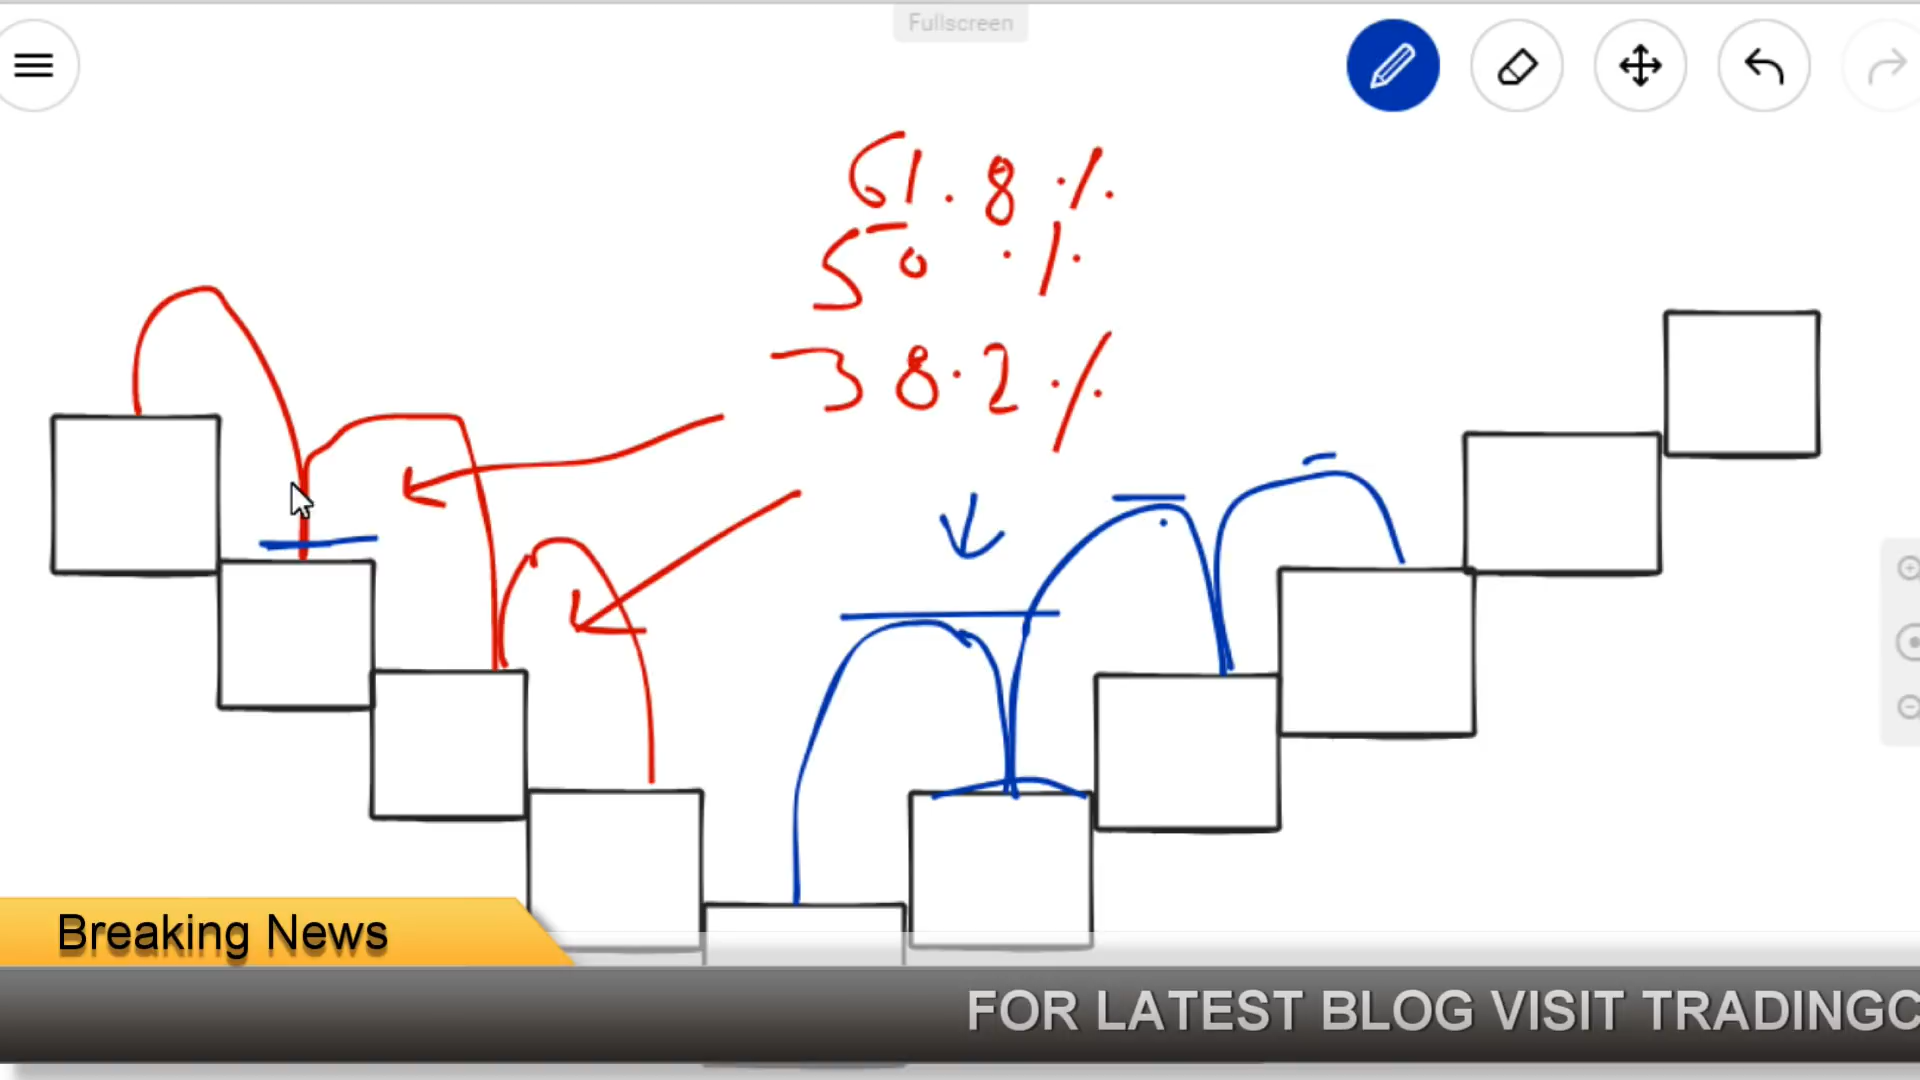 Fullscreen
61.8 %
50 %
38.2 %
Breaking News
FOR LATEST BLOG VISIT TRADINGC